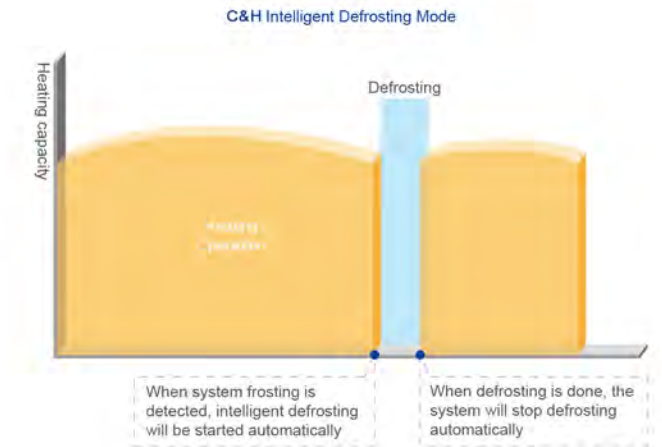 C&H Intelligent Defrosting Mode
Heating capacity
Defrosting
When system frosting is
detected, intelligent defrosting
will be started automatically
When defrosting is done, the
system will stop defrosting
automatically